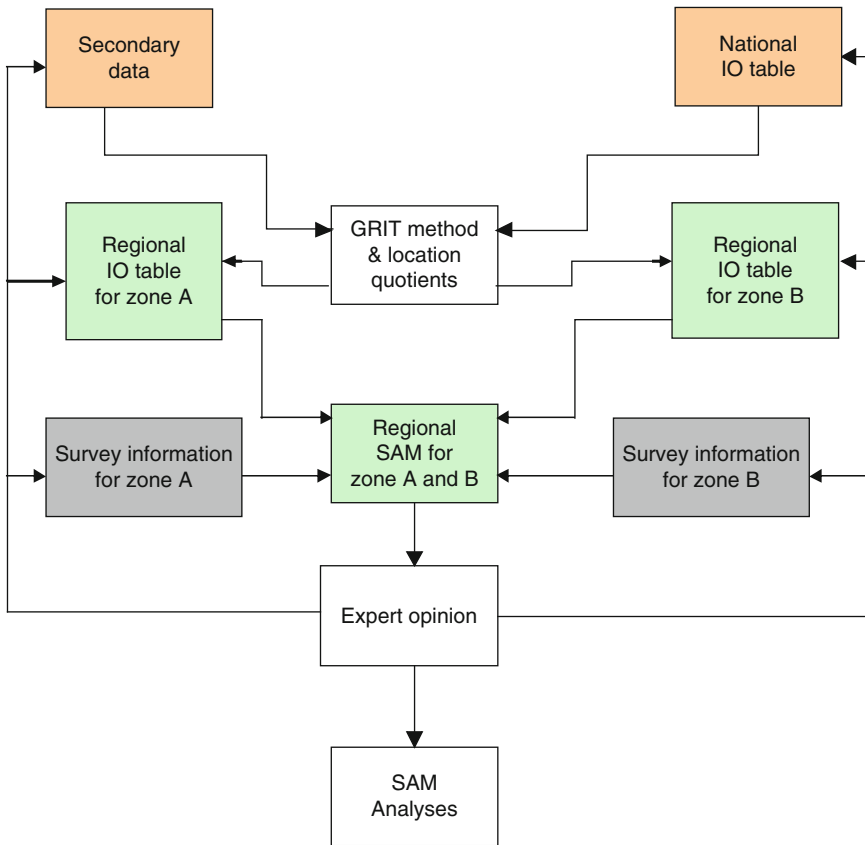 Secondary
data
National
IO table
GRIT method
& location
quotients
Regional
IO table
for zone A
Regional
IO table
for zone B
Survey information
for zone A
Regional
SAM for
zone A and B
Survey information
for zone B
Expert opinion
SAM
Analyses